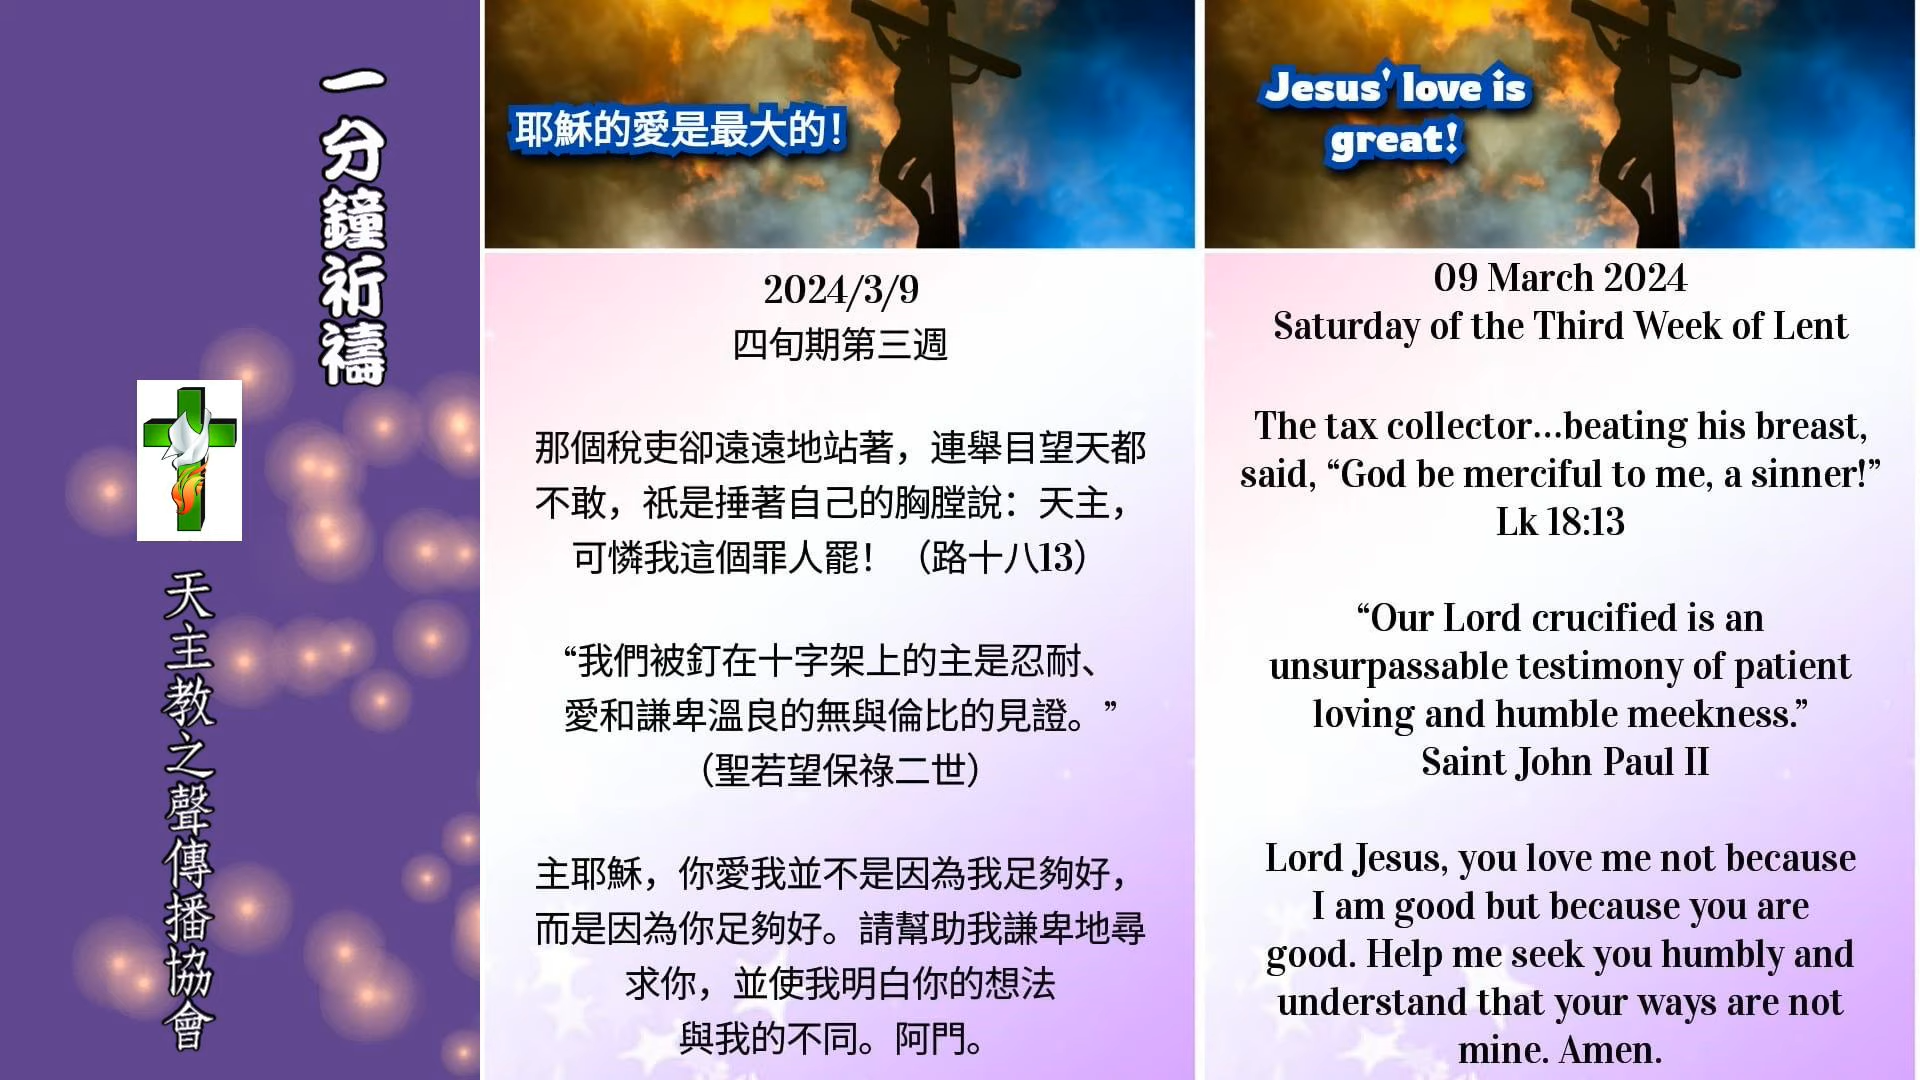 一分鐘祈禱
天主教之聲傳播協會
耶穌的愛是最大的!
2024/3/9
四旬期第三週
那個稅吏卻遠遠地站著，連舉目望天都
不敢，祇是捶著自己的胸膛說：天主，
可憐我這個罪人罷！（路十八13）
“我們被釘在十字架上的主是忍耐、
愛和謙卑溫良的無與倫比的見證。”
（聖若望保祿二世）
主耶穌，你愛我並不是因為我足夠好，
而是因為你足夠好。請幫助我謙卑地尋
求你，並使我明白你的想法
與我的不同。阿門。
Jesus' love is
great!
09 March 2024
Saturday of the Third Week of Lent
The tax collector...beating his breast,
said, “God be merciful to me, a sinner!”
Lk 18:13
“Our Lord crucified is an
unsurpassable testimony of patient
loving and humble meekness.”
Saint John Paul II
Lord Jesus, you love me not because
I am good but because you are
good. Help me seek you humbly and
understand that your ways are not
mine. Amen.